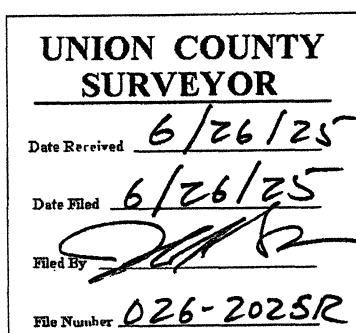 UNION COUNTY
SURVEYOR
Date Received 6/26/25
Date Filed 6/26/25
Filed By
File Number 026-2025R